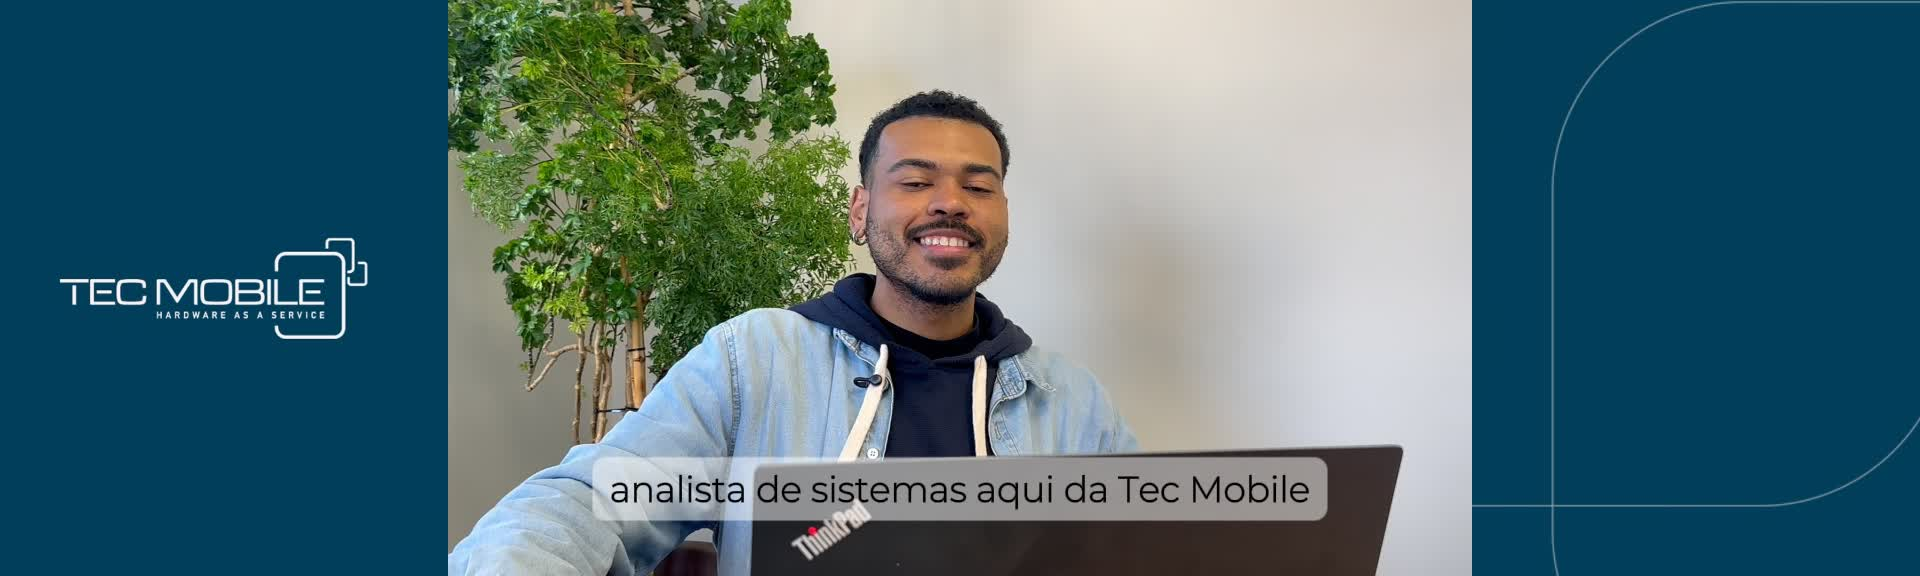 TEC MOBILE
HARDWARE AS A SERVICE
analista de sistemas aqui da Tec Mobile
ThinkPad